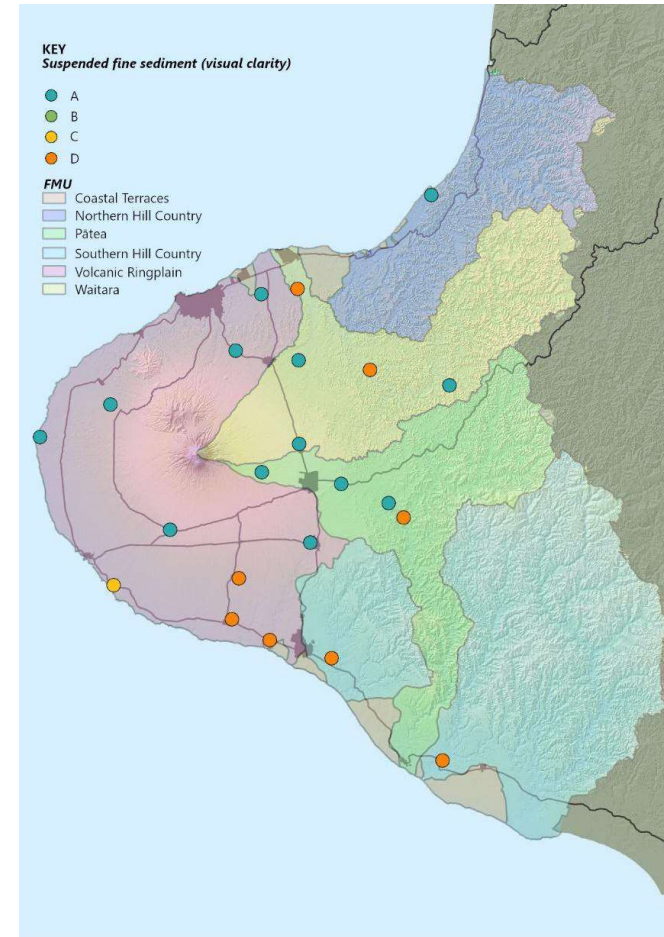 KEY
Suspended fine sediment (visual clarity)
A
B
C
D
FMU
Coastal Terraces
Northern Hill Country
Pātea
Southern Hill Country
Volcanic Ringplain
Waitara